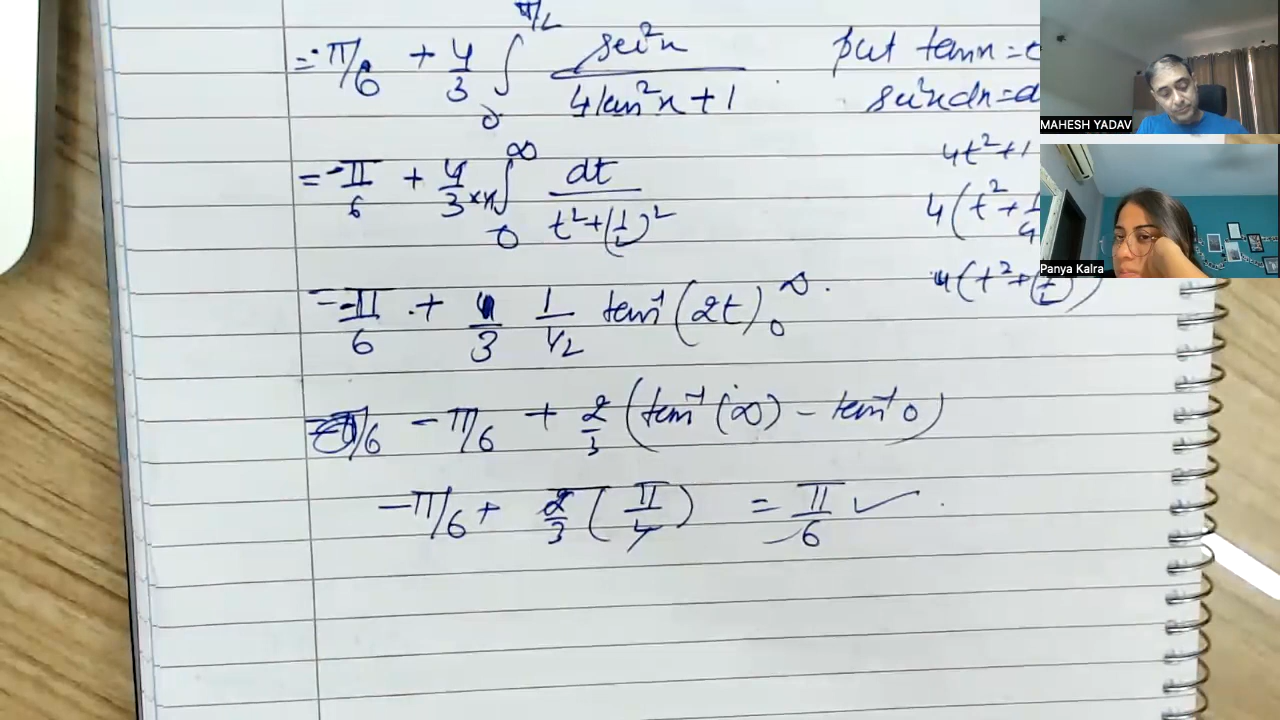 = -π/6 + 4/3 ∫₀^π/2 sec²x / 4tan²x + 1 put tanx = t
sec²xdx = d
MAHESH YADAV
= -π/6 + 4/3×4 ∫₀^∞ dt / t² + (1/2)² 4t² + 1
4(t² + 1/4
Panya Kalra
= -π/6 + 4/3 1/1/2 tan⁻¹(2t)₀^∞ 4(t² + (1/2)²)
-π/6 + 2/3 (tan⁻¹(∞) - tan⁻¹0)
-π/6 + 2/3 (π/4) = π/6 ✓